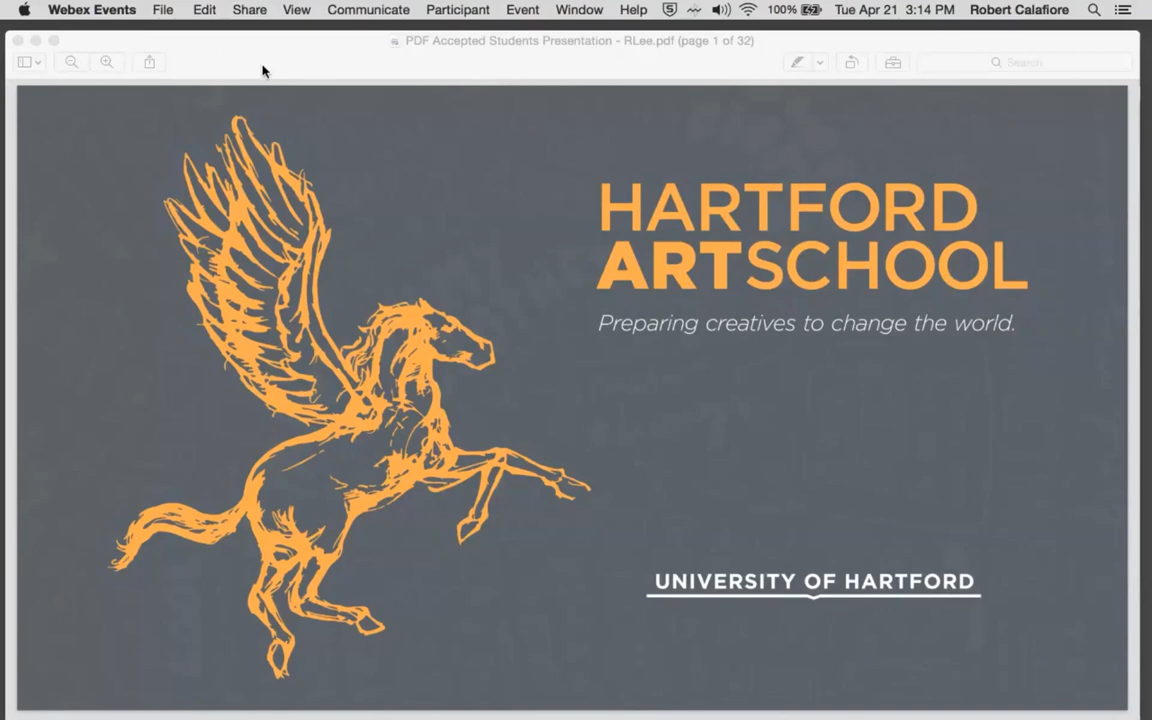 Webex Events File Edit Share View Communicate Participant Event Window Help 100% Tue Apr 21 3:14 PM Robert Calafiore
PDF Accepted Students Presentation - RLee.pdf (page 1 of 32)
Search
HARTFORD
ARTSCHOOL
Preparing creatives to change the world.
UNIVERSITY OF HARTFORD